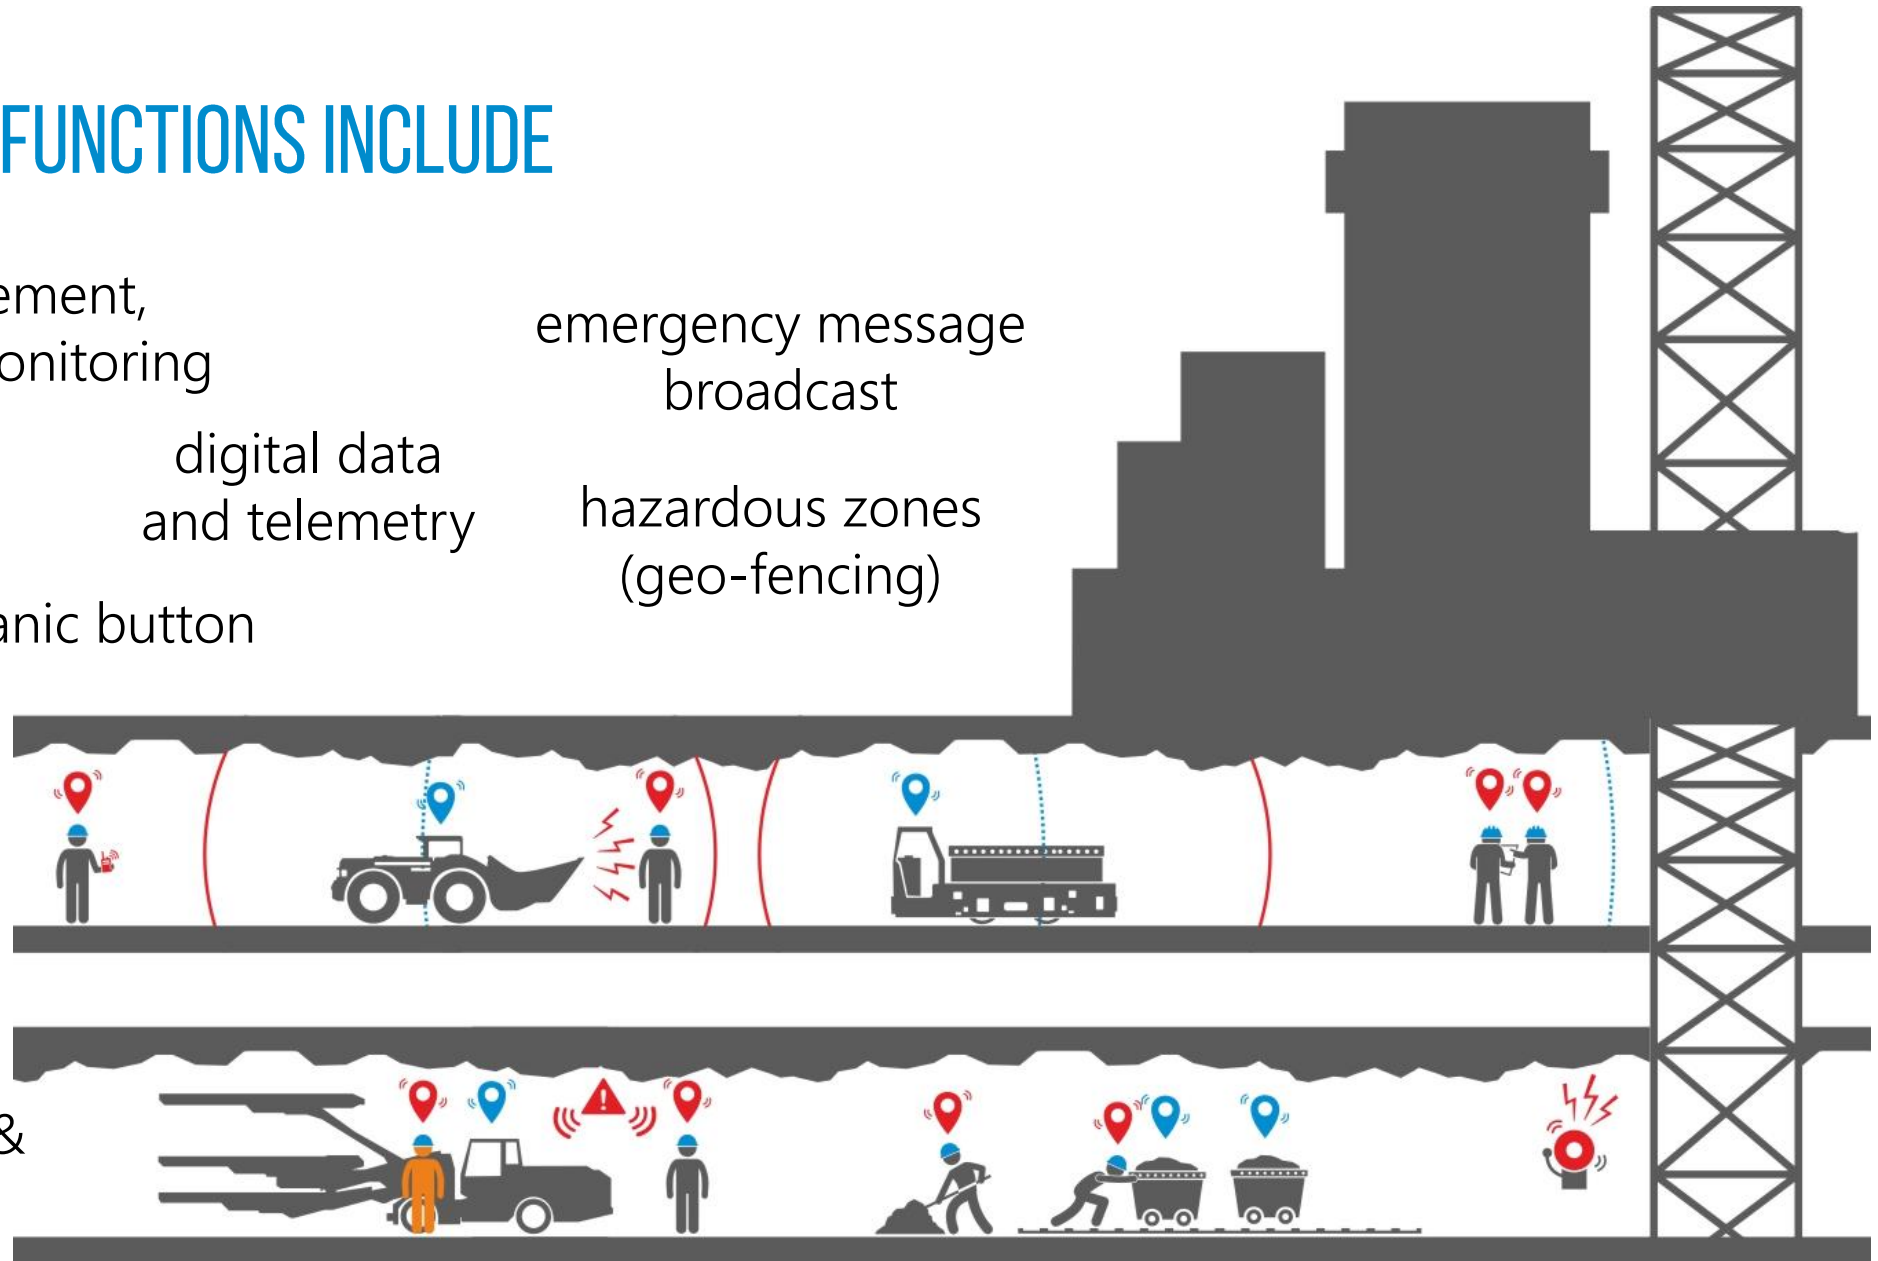 FUNCTIONS INCLUDE
ement,
onitoring
emergency message
broadcast
digital data
and telemetry
hazardous zones
(geo-fencing)
anic button
&